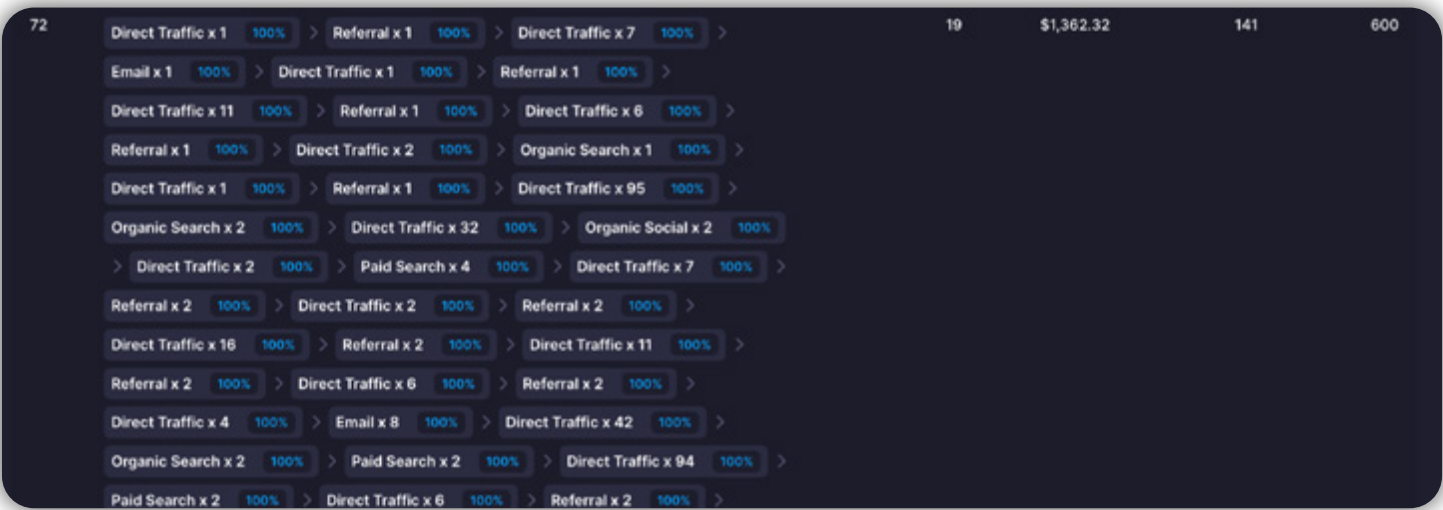 72 Direct Traffic x 1 100% > Referral x 1 100% > Direct Traffic x 7 100% > 19 $1,362.32 141 600
Email x 1 100% > Direct Traffic x 1 100% > Referral x 1 100% >
Direct Traffic x 11 100% > Referral x 1 100% > Direct Traffic x 6 100% >
Referral x 1 100% > Direct Traffic x 2 100% > Organic Search x 1 100% >
Direct Traffic x 1 100% > Referral x 1 100% > Direct Traffic x 95 100% >
Organic Search x 2 100% > Direct Traffic x 32 100% > Organic Social x 2 100%
> Direct Traffic x 2 100% > Paid Search x 4 100% > Direct Traffic x 7 100% >
Referral x 2 100% > Direct Traffic x 2 100% > Referral x 2 100% >
Direct Traffic x 16 100% > Referral x 2 100% > Direct Traffic x 11 100% >
Referral x 2 100% > Direct Traffic x 6 100% > Referral x 2 100% >
Direct Traffic x 4 100% > Email x 8 100% > Direct Traffic x 42 100% >
Organic Search x 2 100% > Paid Search x 2 100% > Direct Traffic x 94 100% >
Paid Search x 2 100% > Direct Traffic x 6 100% > Referral x 2 100% >